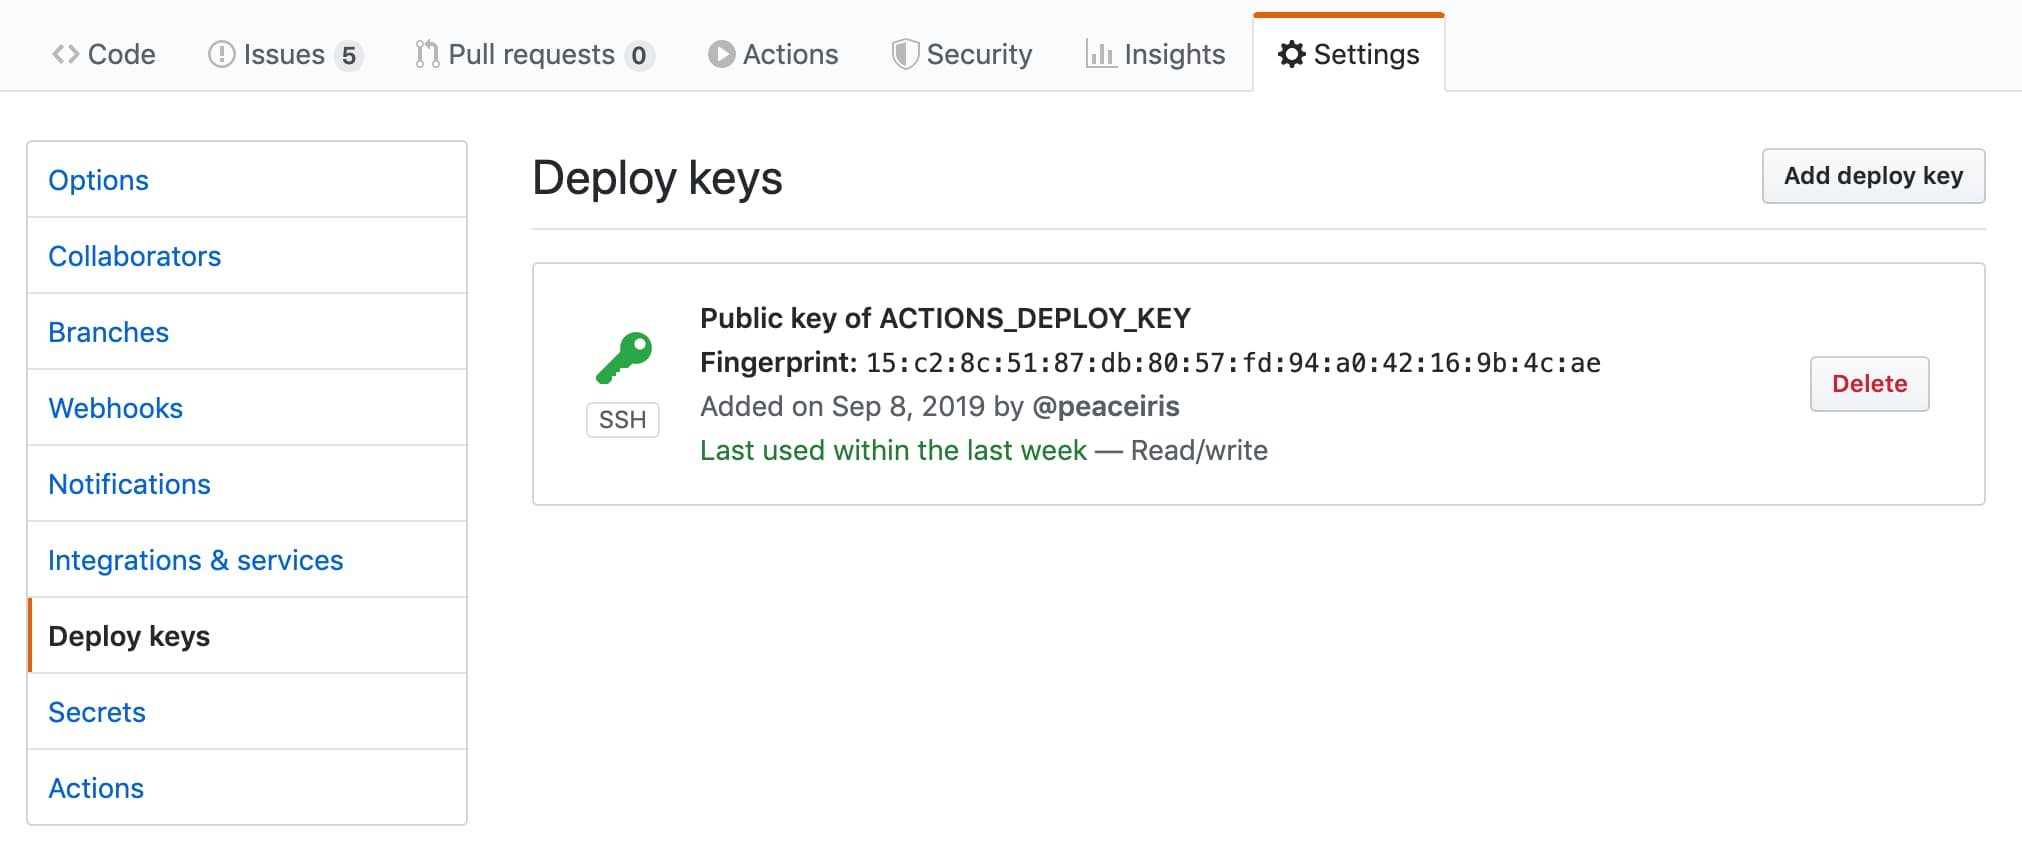 Code Issues 5 Pull requests 0 Actions Security Insights Settings
Options
Collaborators
Branches
Webhooks
Notifications
Integrations & services
Deploy keys
Secrets
Actions
Deploy keys
Add deploy key
SSH
Public key of ACTIONS_DEPLOY_KEY
Fingerprint: 15:c2:8c:51:87:db:80:57:fd:94:a0:42:16:9b:4c:ae
Added on Sep 8, 2019 by @peaceiris
Last used within the last week — Read/write
Delete